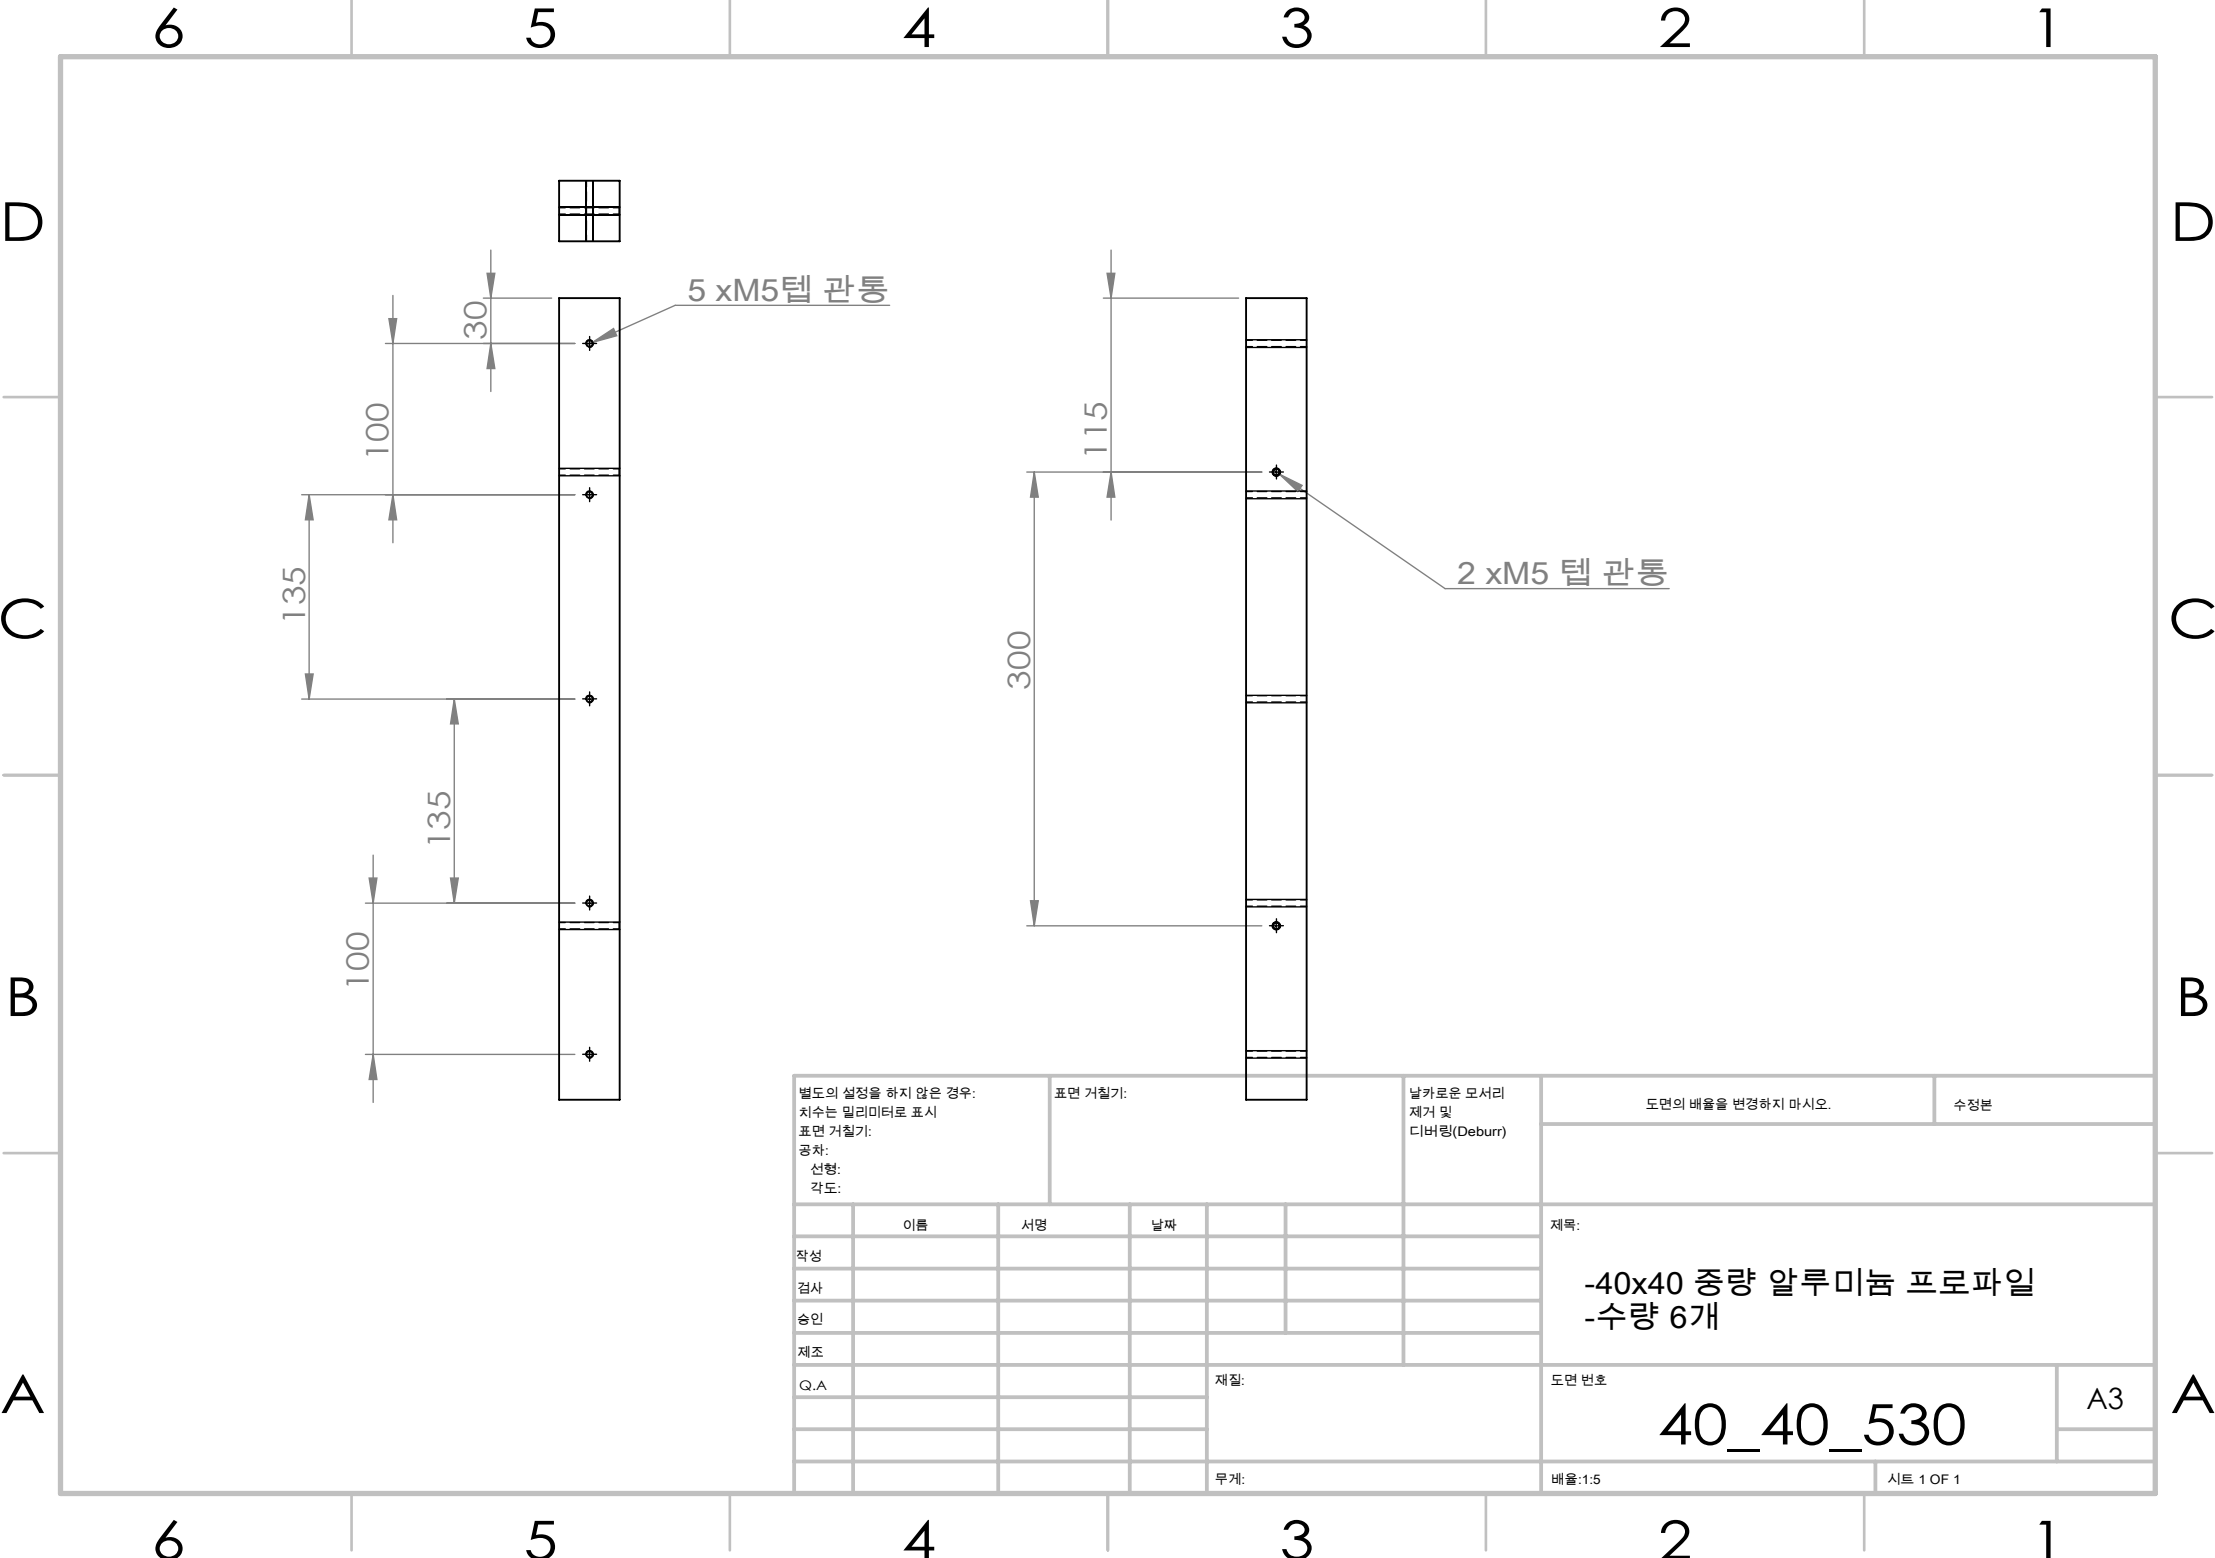 6 5 4 3 2 1
D D
5 xM5텝 관통
30
100
115
135
2 xM5 텝 관통
C C
300
135
100
B B
별도의 설정을 하지 않은 경우:
치수는 밀리미터로 표시
표면 거칠기:
공차:
선형:
각도:
표면 거칠기:
날카로운 모서리
제거 및
디버링(Deburr)
도면의 배율을 변경하지 마시오.
수정본
이름 서명 날짜
작성
검사
승인
제조
Q.A
제목:
-40x40 중량 알루미늄 프로파일
-수량 6개
재질:
도면 번호
40_40_530
A3
A A
무게:
배율:1:5
시트 1 OF 1
6 5 4 3 2 1